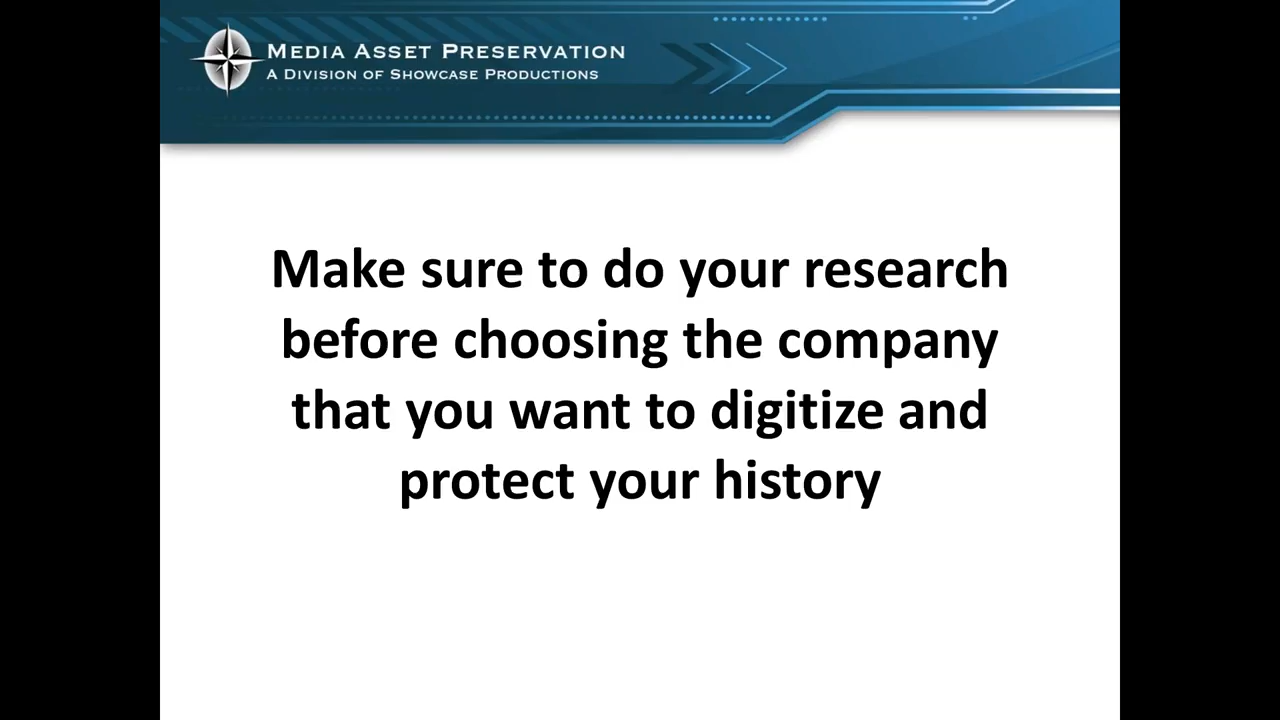 MEDIA ASSET PRESERVATION
A DIVISION OF SHOWCASE PRODUCTIONS
Make sure to do your research
before choosing the company
that you want to digitize and
protect your history